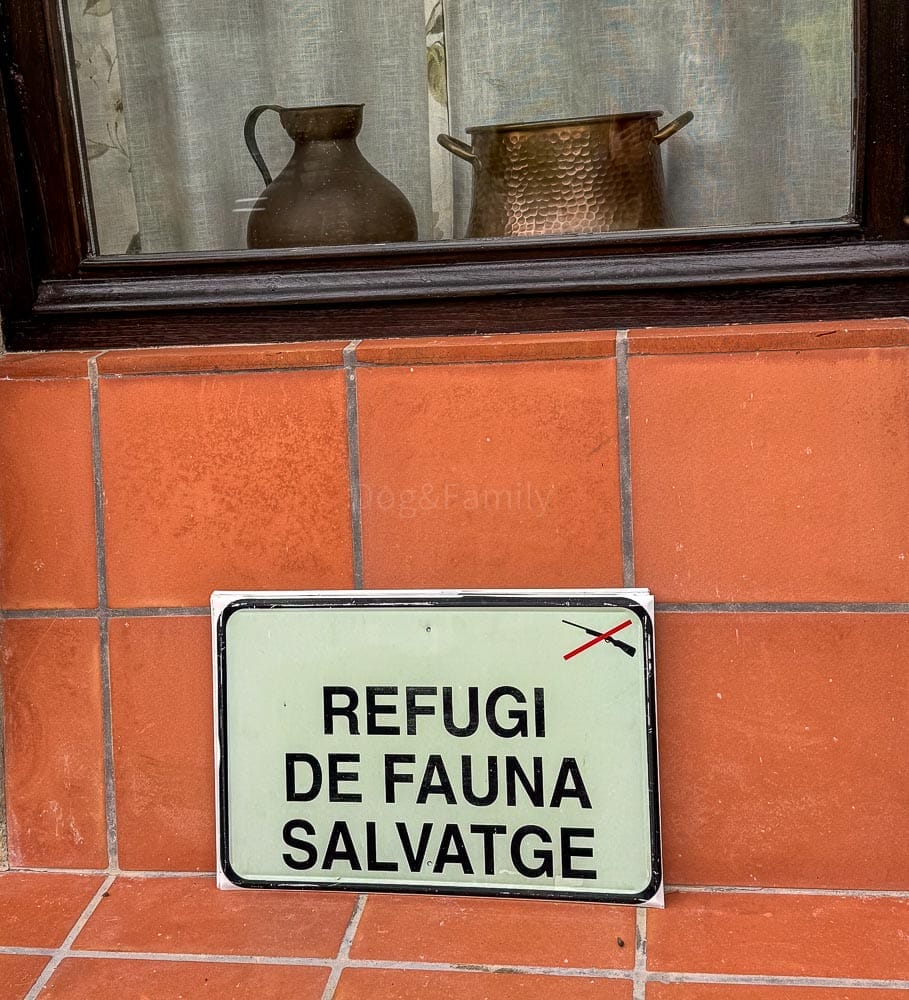 Dog&Family
REFUGI
DE FAUNA
SALVATGE